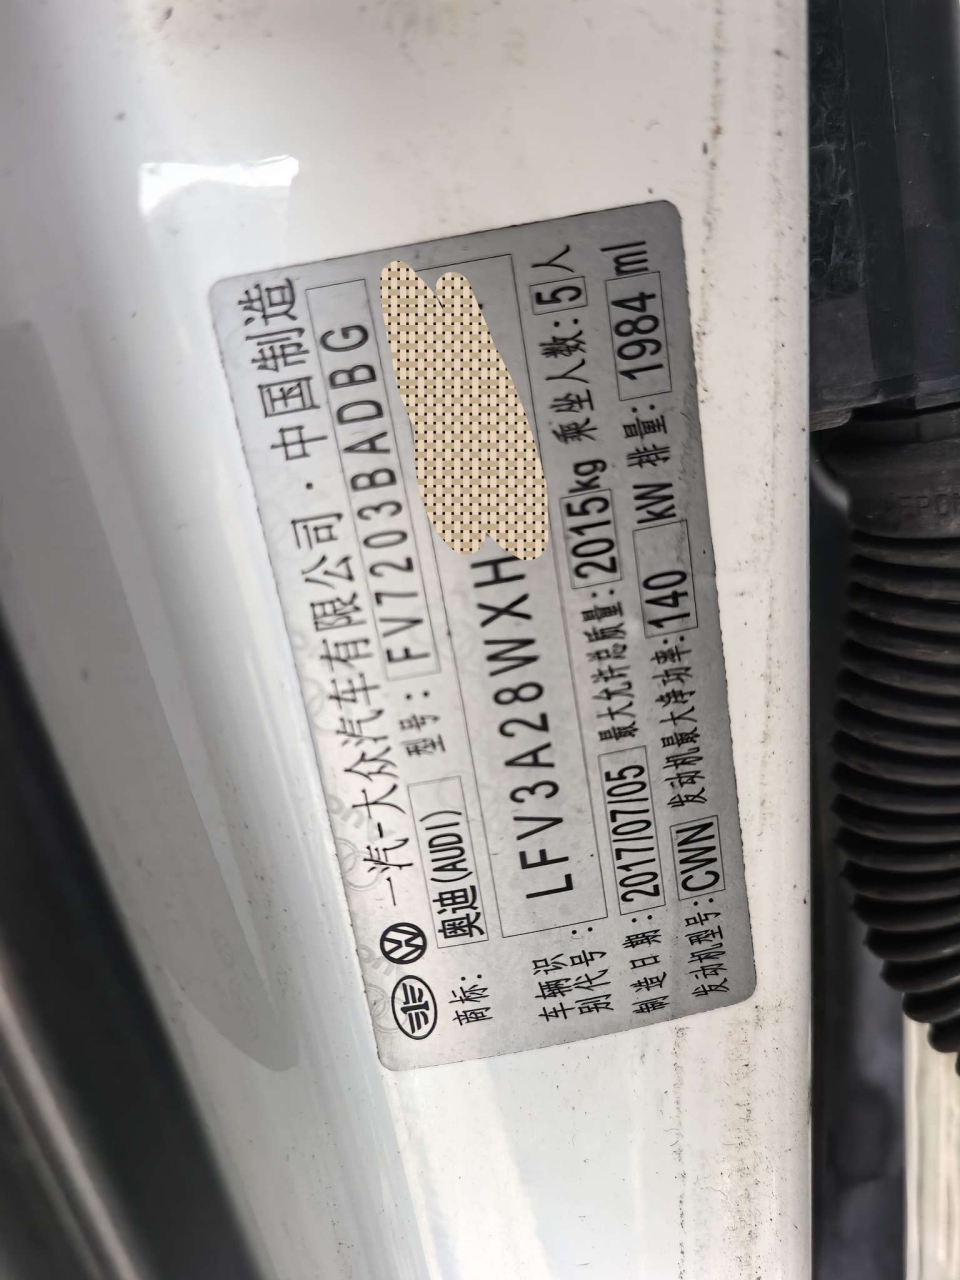 一汽-大众汽车有限公司·中国制造
商标: 奥迪(AUDI) 型号: FV7203BADBG
车辆识别代号: LFV3A28WXH
制造日期: 2017/07/05 最大允许总质量: 2015kg 乘坐人数: 5人
发动机型号: CWN 发动机最大净功率: 140 kW 排量: 1984 ml